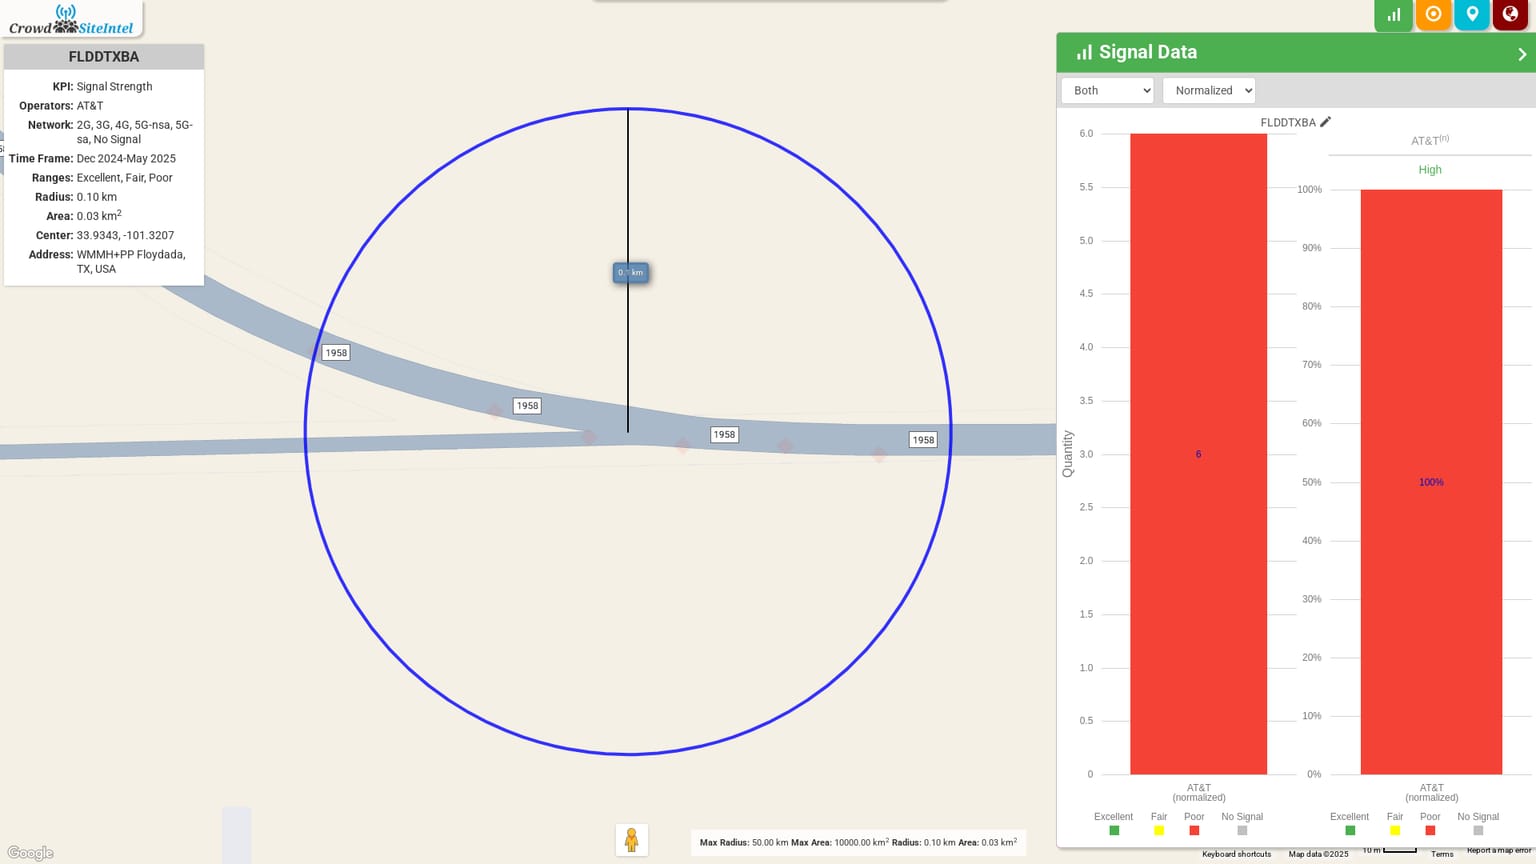 Crowd SiteIntel
FLDDTXBA
KPI: Signal Strength
Operators: AT&T
Network: 2G, 3G, 4G, 5G-nsa, 5G-
sa, No Signal
Time Frame: Dec 2024-May 2025
Ranges: Excellent, Fair, Poor
Radius: 0.10 km
Area: 0.03 km²
Center: 33.9343, -101.3207
Address: WMMH+PP Floydada,
TX, USA
0.1 km
1958
1958
1958
1958
Google
Max Radius: 50.00 km Max Area: 10000.00 km² Radius: 0.10 km Area: 0.03 km²
Signal Data
Both
Normalized
FLDDTXBA
Quantity
6.0
5.5
5.0
4.5
4.0
3.5
3.0
2.5
2.0
1.5
1.0
0.5
0
6
AT&T
(normalized)
Excellent Fair Poor No Signal
AT&T(n)
High
100%
90%
80%
70%
60%
50%
40%
30%
20%
10%
0%
100%
AT&T
(normalized)
Excellent Fair Poor No Signal
Keyboard shortcuts Map data ©2025 10 m Terms Report a map error